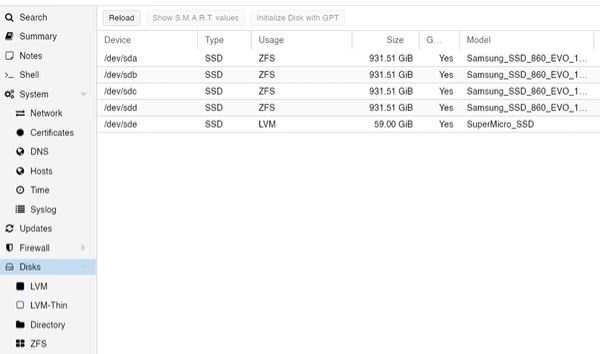 Search
Summary
Notes
Shell
System
Network
Certificates
DNS
Hosts
Time
Syslog
Updates
Firewall
Disks
LVM
LVM-Thin
Directory
ZFS
Reload Show S.M.A.R.T. values Initialize Disk with GPT
Device Type Usage Size G... Model
/dev/sda SSD ZFS 931.51 GiB Yes Samsung_SSD_860_EVO_1...
/dev/sdb SSD ZFS 931.51 GiB Yes Samsung_SSD_860_EVO_1...
/dev/sdc SSD ZFS 931.51 GiB Yes Samsung_SSD_860_EVO_1...
/dev/sdd SSD ZFS 931.51 GiB Yes Samsung_SSD_860_EVO_1...
/dev/sde SSD LVM 59.00 GiB Yes SuperMicro_SSD